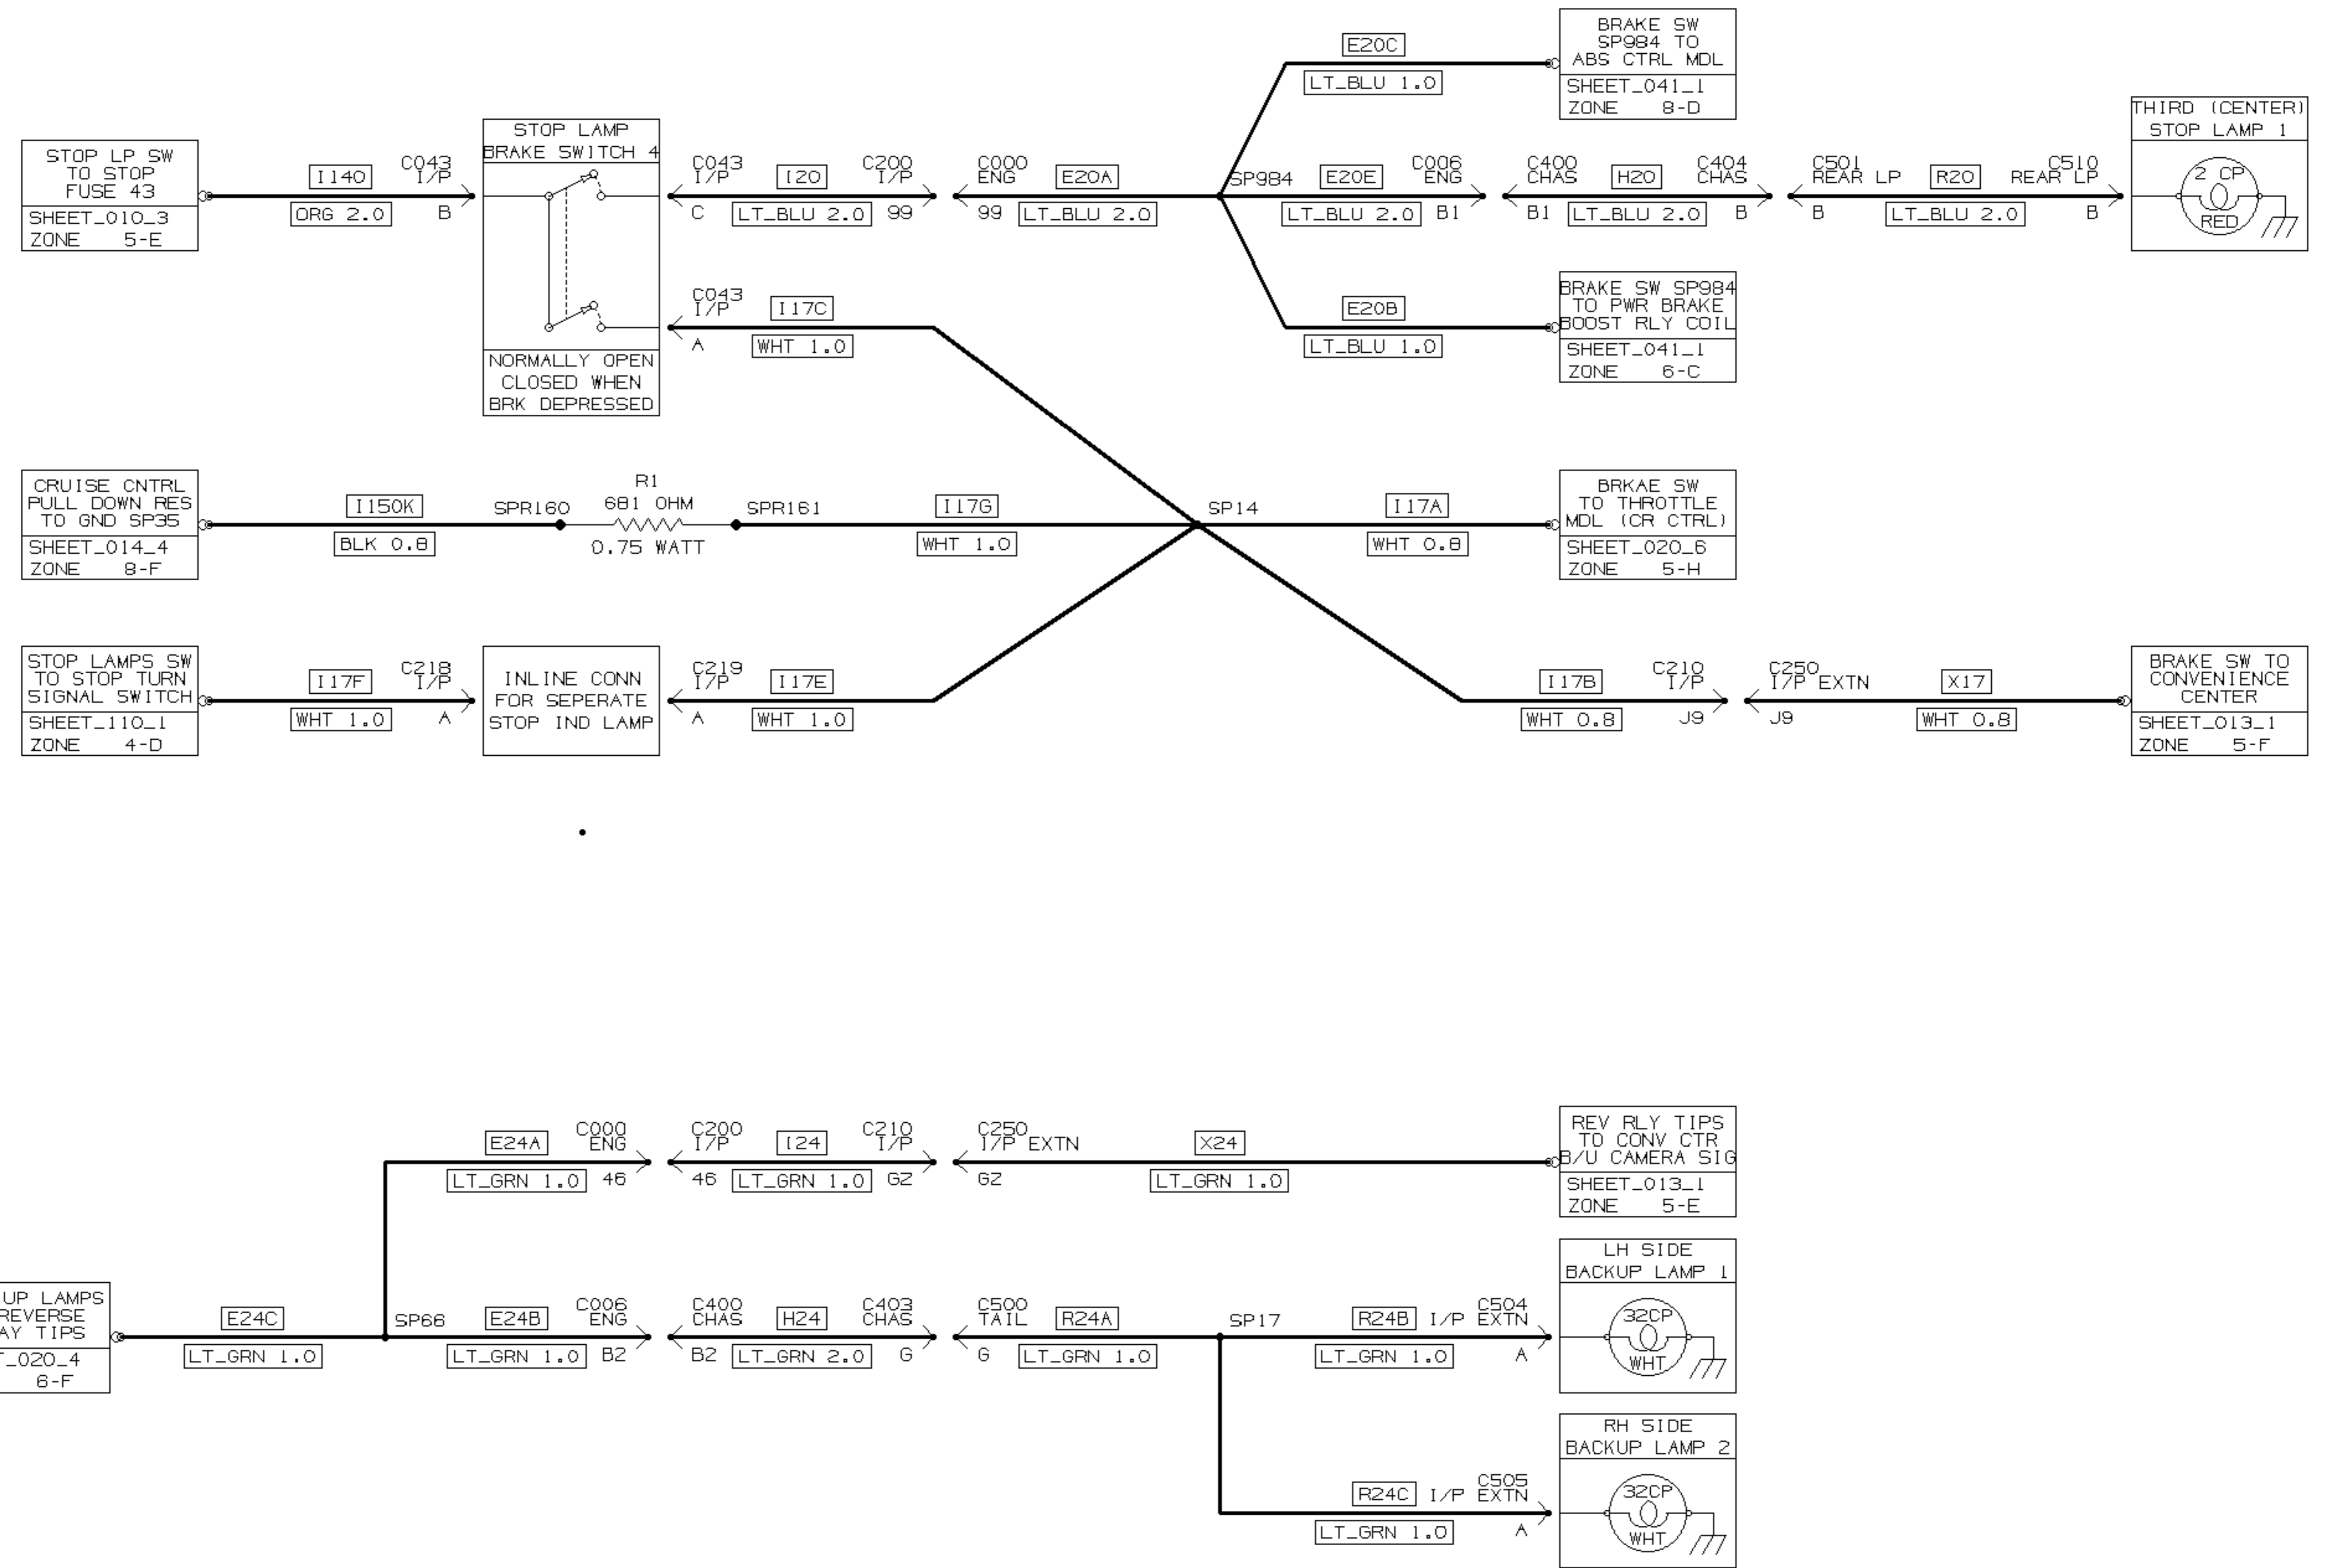 BRAKE SW
SP984 TO
ABS CTRL MDL
SHEET_041_1
ZONE 8-D
E20C
LT_BLU 1.0
STOP LP SW
TO STOP
FUSE 43
SHEET_010_3
ZONE 5-E
I140
ORG 2.0
C043
I/P
B
STOP LAMP
BRAKE SWITCH 4
NORMALLY OPEN
CLOSED WHEN
BRK DEPRESSED
C043
I/P
C
I20
LT_BLU 2.0
C200
I/P
99
C000
ENG
99
E20A
LT_BLU 2.0
SP984
E20E
LT_BLU 2.0
C006
ENG
B1
C400
CHAS
B1
H20
LT_BLU 2.0
C404
CHAS
B
C501
REAR LP
B
R20
LT_BLU 2.0
C510
REAR LP
B
THIRD (CENTER)
STOP LAMP 1
2 CP
RED
C043
I/P
A
I17C
WHT 1.0
E20B
LT_BLU 1.0
BRAKE SW SP984
TO PWR BRAKE
BOOST RLY COIL
SHEET_041_1
ZONE 6-C
CRUISE CNTRL
PULL DOWN RES
TO GND SP35
SHEET_014_4
ZONE 8-F
I150K
BLK 0.8
SPR160
R1
681 OHM
0.75 WATT
SPR161
I17G
WHT 1.0
SP14
I17A
WHT 0.8
BRKAE SW
TO THROTTLE
MDL (CR CTRL)
SHEET_020_6
ZONE 5-H
STOP LAMPS SW
TO STOP TURN
SIGNAL SWITCH
SHEET_110_1
ZONE 4-D
I17F
WHT 1.0
C218
I/P
A
INLINE CONN
FOR SEPERATE
STOP IND LAMP
C219
I/P
A
I17E
WHT 1.0
I17B
WHT 0.8
C210
I/P
J9
C250
I/P EXTN
J9
X17
WHT 0.8
BRAKE SW TO
CONVENIENCE
CENTER
SHEET_013_1
ZONE 5-F
E24A
LT_GRN 1.0
C000
ENG
46
C200
I/P
46
I24
LT_GRN 1.0
C210
I/P
G2
C250
I/P EXTN
G2
X24
LT_GRN 1.0
REV RLY TIPS
TO CONV CTR
B/U CAMERA SIG
SHEET_013_1
ZONE 5-E
UP LAMPS
REVERSE
AY TIPS
T_020_4
6-F
E24C
LT_GRN 1.0
SP66
E24B
LT_GRN 1.0
C006
ENG
B2
C400
CHAS
B2
H24
LT_GRN 2.0
C403
CHAS
G
C500
TAIL
G
R24A
LT_GRN 1.0
SP17
R24B
LT_GRN 1.0
C504
I/P EXTN
A
LH SIDE
BACKUP LAMP 1
32CP
WHT
R24C
LT_GRN 1.0
C505
I/P EXTN
A
RH SIDE
BACKUP LAMP 2
32CP
WHT